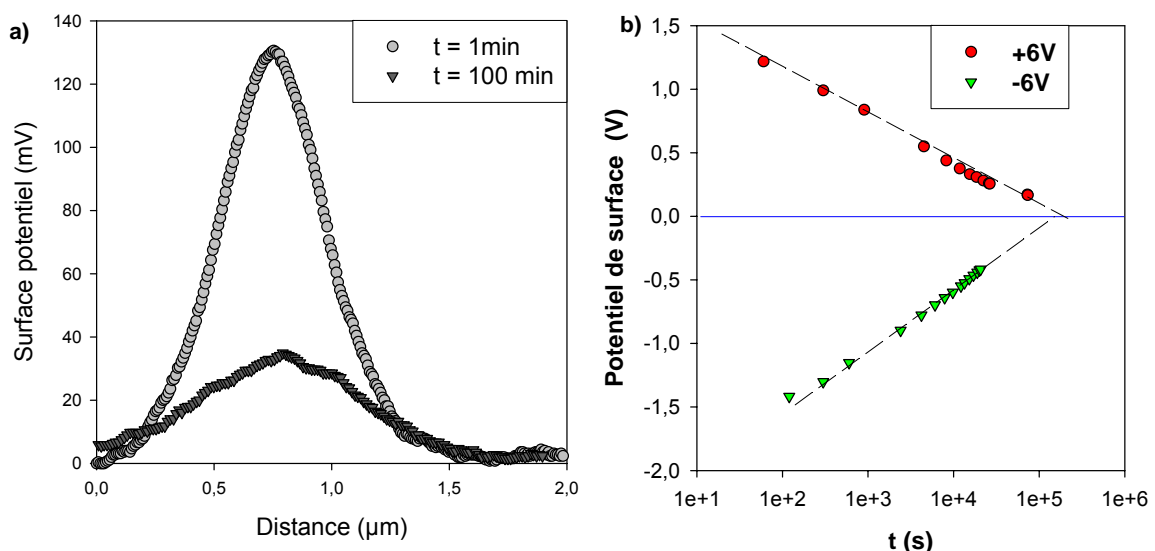 a)
t = 1min
t = 100 min
Surface potentiel (mV)
140
120
100
80
60
40
20
0
0,0
0,5
1,0
1,5
2,0
Distance (µm)
b)
+6V
-6V
Potentiel de surface (V)
1,5
1,0
0,5
0,0
-0,5
-1,0
-1,5
-2,0
1e+1
1e+2
1e+3
1e+4
1e+5
1e+6
t (s)